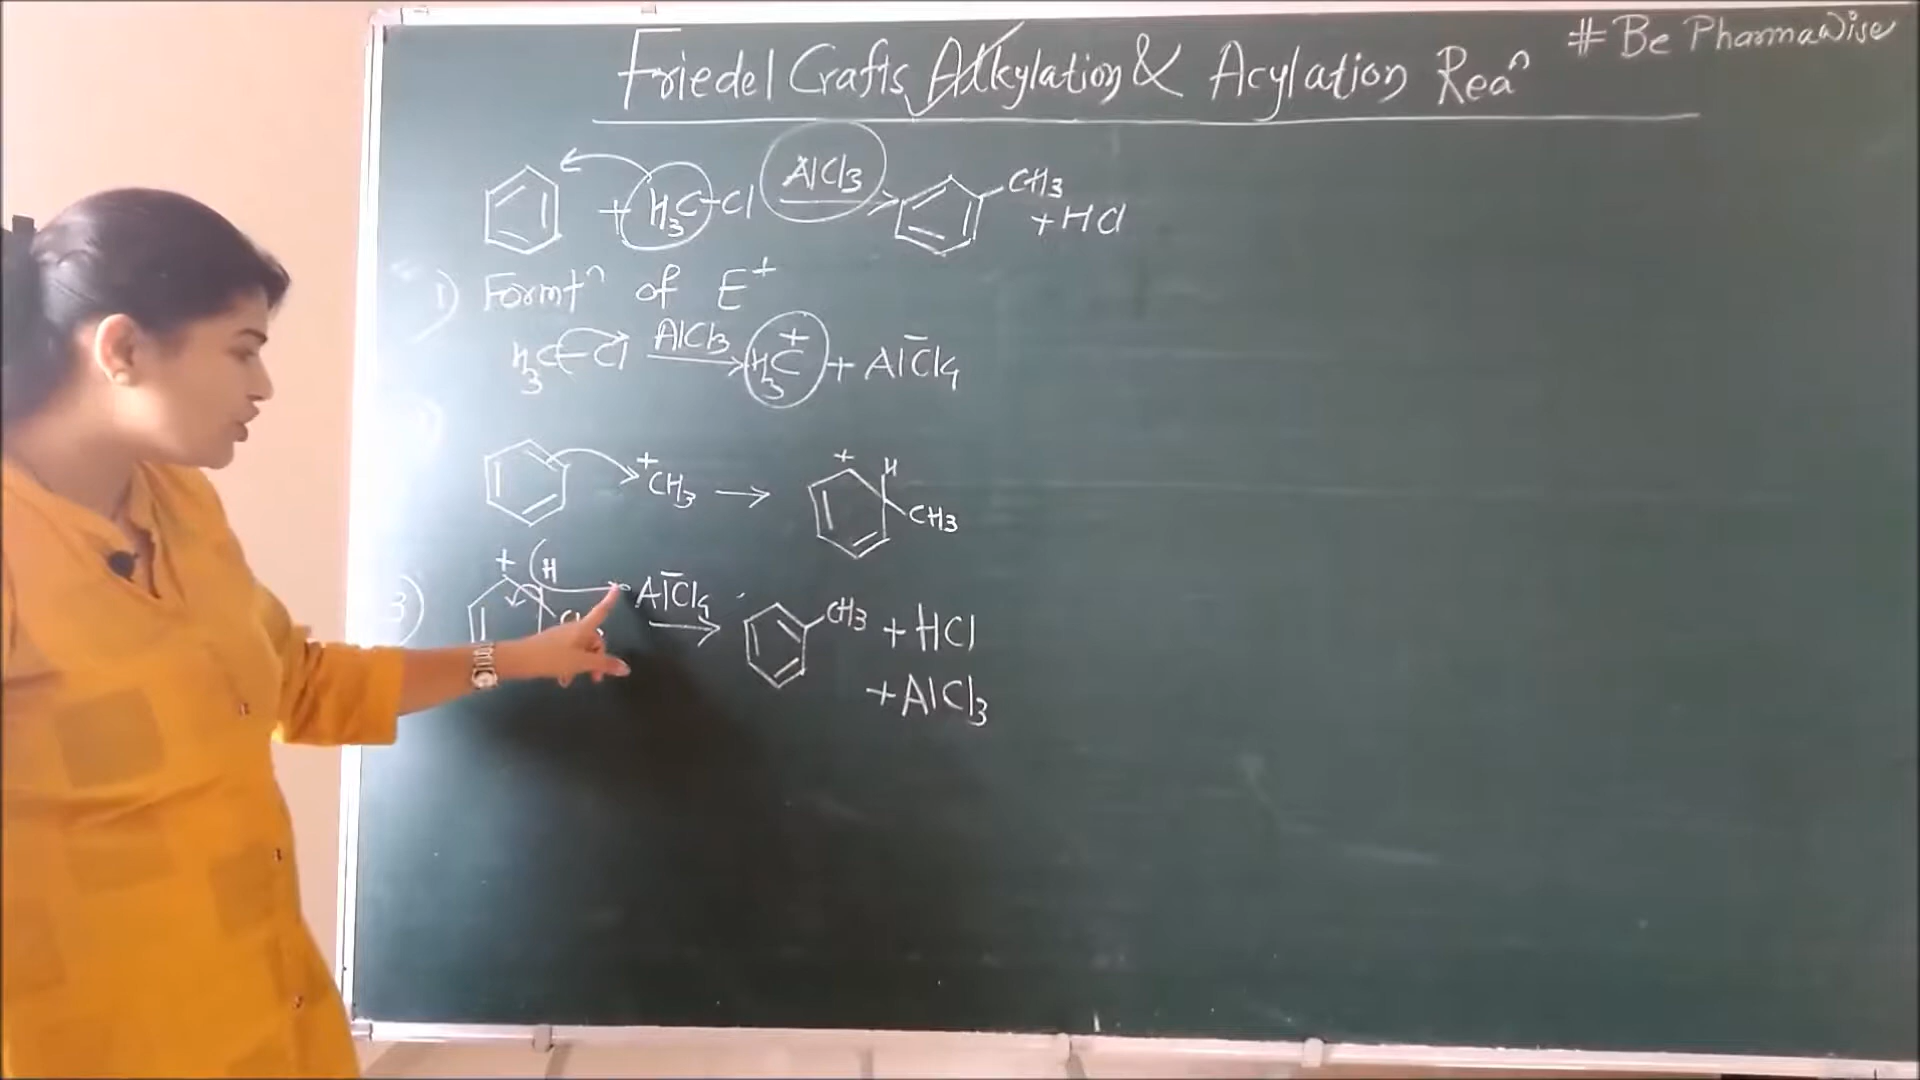 # Be PharmaWise
Friedel Crafts Alkylation & Acylation Reaⁿ
+ H₃C-Cl AlCl₃ → CH₃
+ HCl
1) Formtⁿ of E⁺
H₃C-Cl AlCl₃ → H₃C⁺ + AlCl₄⁻
⁺CH₃ → + H CH₃
3) + H AlCl₄⁻ → CH₃ + HCl
+ AlCl₃